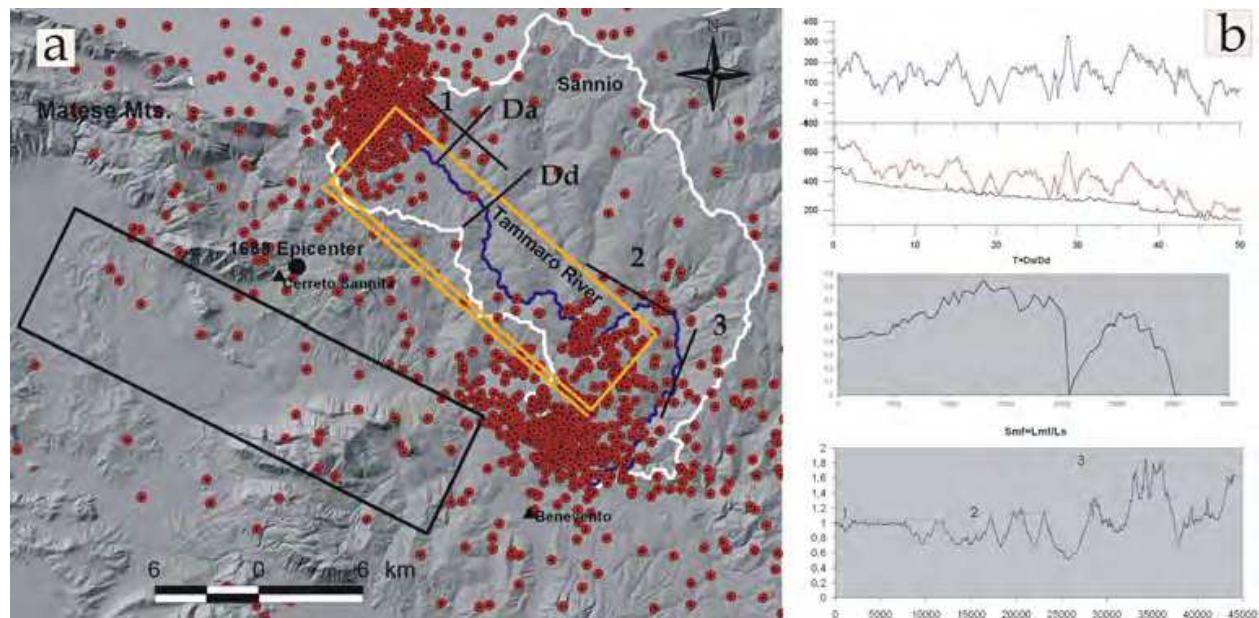 a
N
Sannio
Matese Mts.
1
Da
Dd
Tammaro River
1688 Epicenter
Cerreto Sannita
2
3
Benevento
6 0 6 km
b
400
300
200
100
0
600
400
200
0 10 20 30 40 50
T=Da/Dd
Smf=Lmf/Ls
2
1,8
1,6
1,4
1,2
1
0,8
0,6
0,4
0,2
0
3
2
0 5000 10000 15000 20000 25000 30000 35000 40000 45000